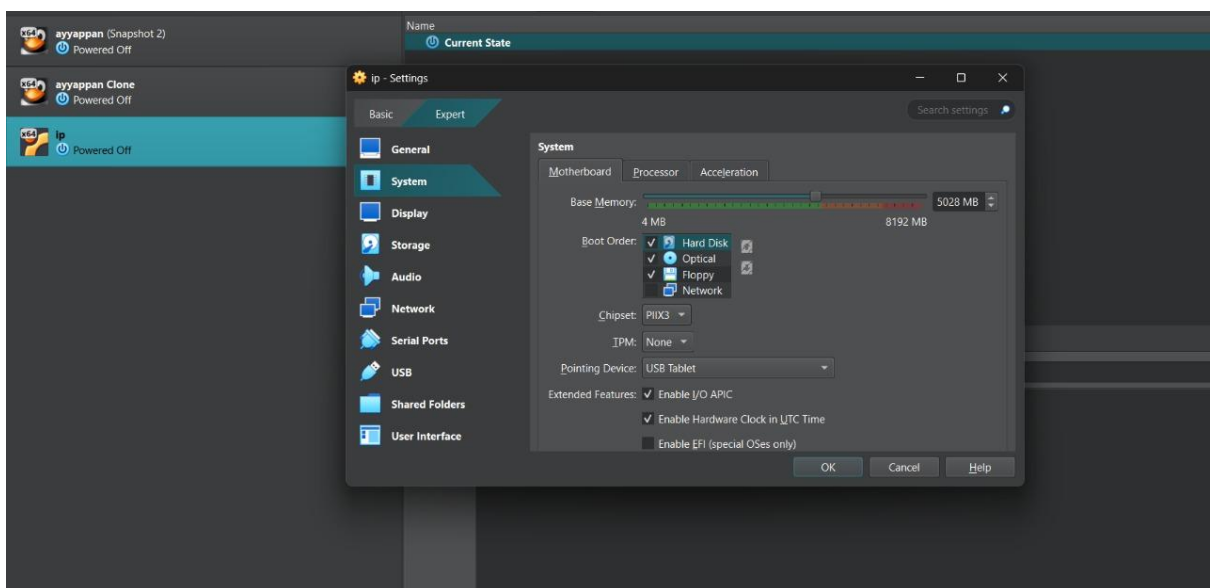 ayyappan (Snapshot 2)
Powered Off
ayyappan Clone
Powered Off
ip
Powered Off
Name
Current State
ip - Settings
Basic Expert
Search settings
General
System
Display
Storage
Audio
Network
Serial Ports
USB
Shared Folders
User Interface
System
Motherboard Processor Acceleration
Base Memory: 5028 MB
4 MB 8192 MB
Boot Order: Hard Disk
Optical
Floppy
Network
Chipset: PIIX3
TPM: None
Pointing Device: USB Tablet
Extended Features: Enable I/O APIC
Enable Hardware Clock in UTC Time
Enable EFI (special OSes only)
OK Cancel Help